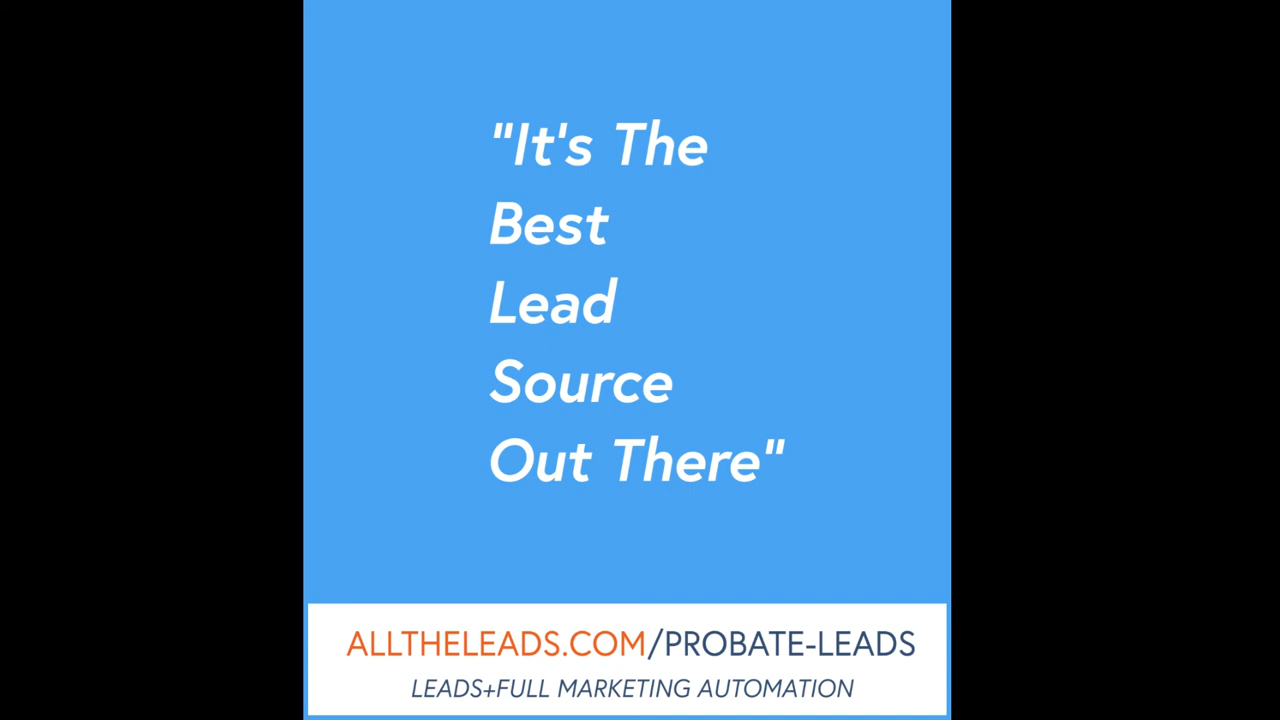 "It's The
Best
Lead
Source
Out There"
ALLTHELEADS.COM/PROBATE-LEADS
LEADS+FULL MARKETING AUTOMATION